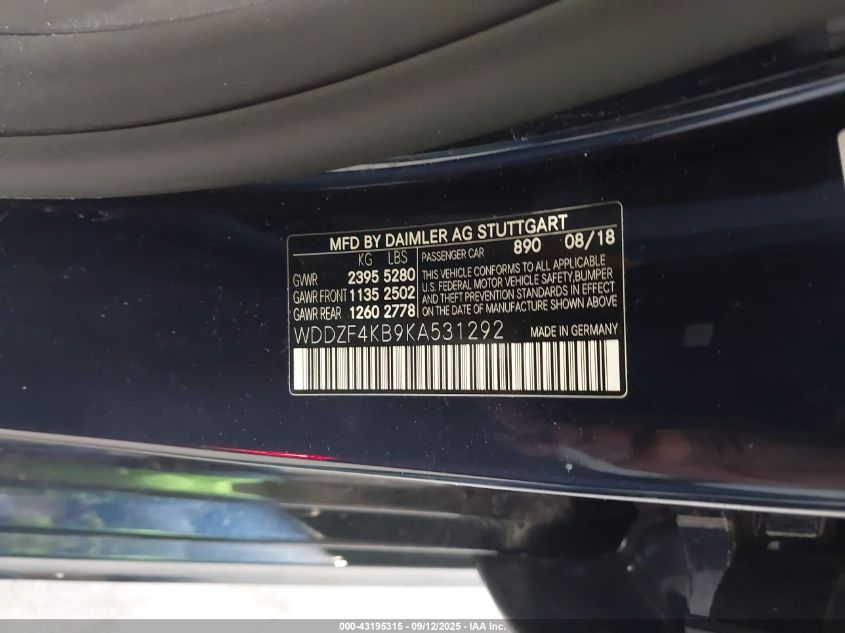 MFD BY DAIMLER AG STUTTGART
KG LBS
GVWR 2395 5280
GAWR FRONT 1135 2502
GAWR REAR 1260 2778
PASSENGER CAR 890 08/18
THIS VEHICLE CONFORMS TO ALL APPLICABLE
U.S. FEDERAL MOTOR VEHICLE SAFETY,BUMPER
AND THEFT PREVENTION STANDARDS IN EFFECT
ON THE DATE OF MANUFACTURE SHOWN ABOVE.
WDDZF4KB9KA531292 MADE IN GERMANY
000-43195315 - 09/12/2025 - IAA Inc.